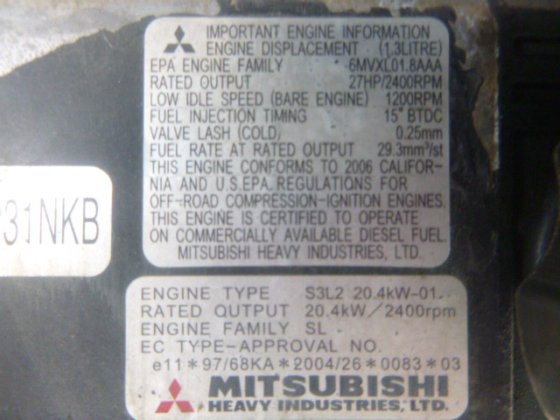 IMPORTANT ENGINE INFORMATION
ENGINE DISPLACEMENT (1.3LITRE)
EPA ENGINE FAMILY 6MVXL01.8AAA
RATED OUTPUT 27HP/2400RPM
LOW IDLE SPEED (BARE ENGINE) 1200RPM
FUEL INJECTION TIMING 15° BTDC
VALVE LASH (COLD) 0.25mm
FUEL RATE AT RATED OUTPUT 29.3mm³/st
THIS ENGINE CONFORMS TO 2006 CALIFOR-
NIA AND U.S.EPA. REGULATIONS FOR
OFF-ROAD COMPRESSION-IGNITION ENGINES.
THIS ENGINE IS CERTIFIED TO OPERATE
ON COMMERCIALLY AVAILABLE DIESEL FUEL.
MITSUBISHI HEAVY INDUSTRIES, LTD.
31NKB
ENGINE TYPE S3L2 20.4kW-01
RATED OUTPUT 20.4kW/2400rpm
ENGINE FAMILY SL
EC TYPE-APPROVAL NO.
e11*97/68KA*2004/26*0083*03
MITSUBISHI
HEAVY INDUSTRIES, LTD.